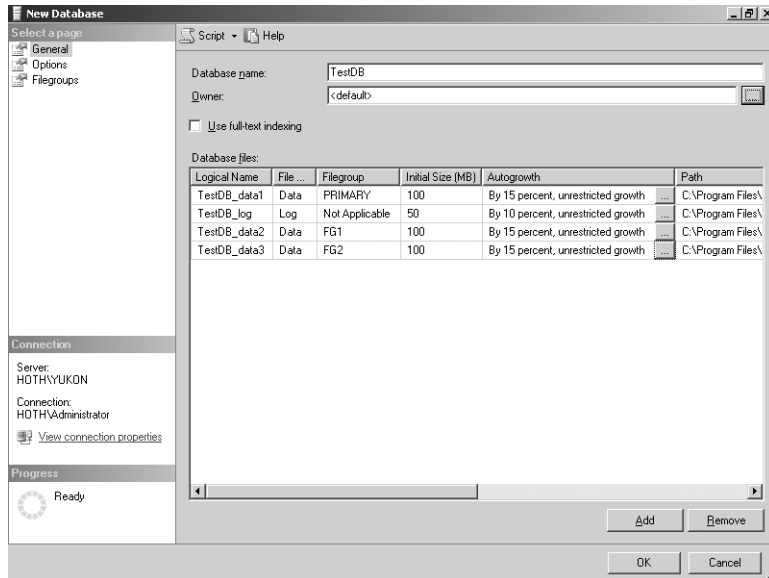 New Database
Select a page
General
Options
Filegroups
Script
Help
Database name:
TestDB
Owner:
<default>
...
Use full-text indexing
Database files:
Logical Name File ... Filegroup Initial Size (MB) Autogrowth Path
TestDB_data1 Data PRIMARY 100 By 15 percent, unrestricted growth ... C:\Program Files\
TestDB_log Log Not Applicable 50 By 10 percent, unrestricted growth ... C:\Program Files\
TestDB_data2 Data FG1 100 By 15 percent, unrestricted growth ... C:\Program Files\
TestDB_data3 Data FG2 100 By 15 percent, unrestricted growth ... C:\Program Files\
Connection
Server:
HOTH\YUKON
Connection:
HOTH\Administrator
View connection properties
Progress
Ready
Add
Remove
OK
Cancel